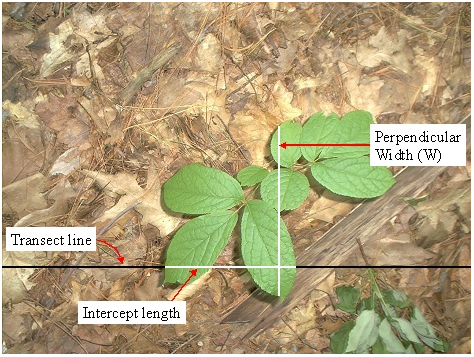 Perpendicular
Width (W)
Transect line
Intercept length